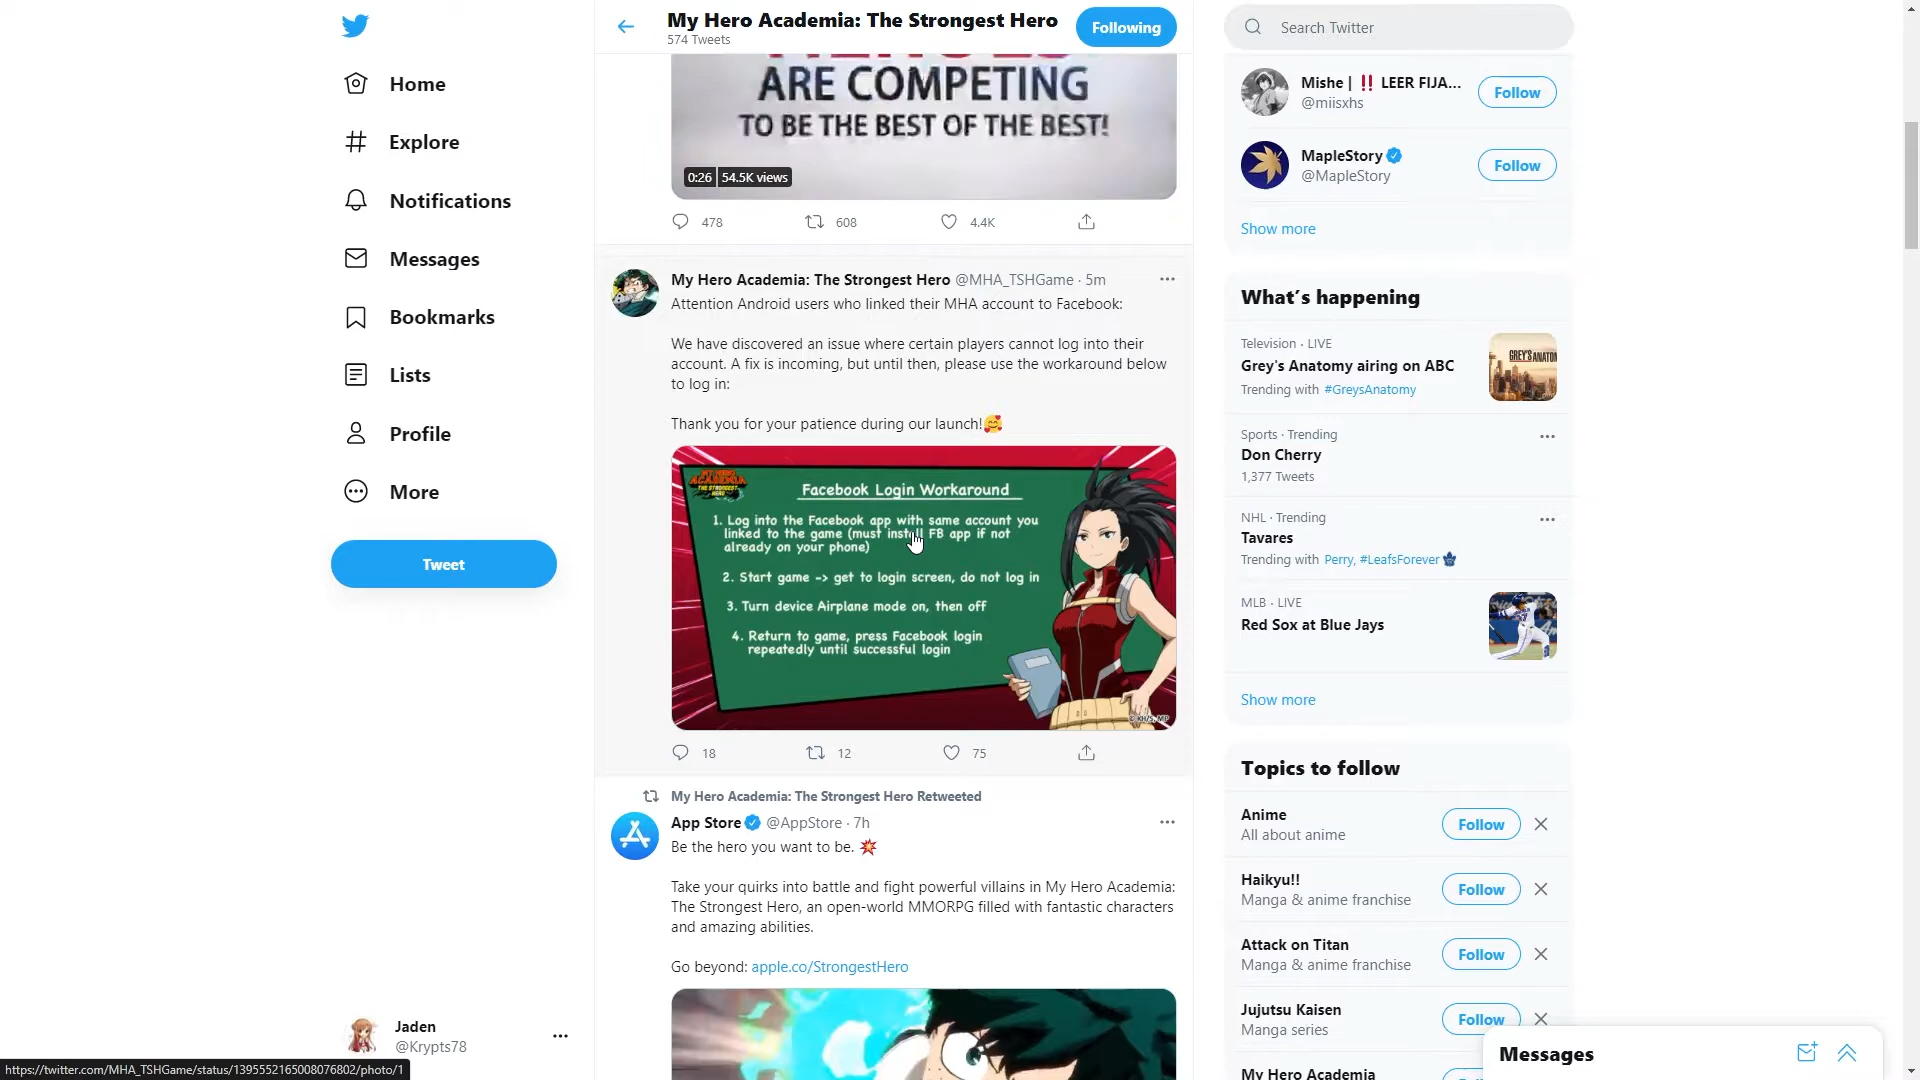 Home
Explore
Notifications
Messages
Bookmarks
Lists
Profile
More
Tweet
Jaden
@Krypts78
https://twitter.com/MHA_TSHGame/status/1395552165008076802/photo/1
My Hero Academia: The Strongest Hero
574 Tweets
Following
ARE COMPETING
TO BE THE BEST OF THE BEST!
0:26 54.5K views
478 608 4.4K
My Hero Academia: The Strongest Hero @MHA_TSHGame · 5m
Attention Android users who linked their MHA account to Facebook:
We have discovered an issue where certain players cannot log into their
account. A fix is incoming, but until then, please use the workaround below
to log in:
Thank you for your patience during our launch!🥰
MY HERO
ACADEMIA
THE STRONGEST
HERO
Facebook Login Workaround
1. Log into the Facebook app with same account you
linked to the game (must install FB app if not
already on your phone)
2. Start game -> get to login screen, do not log in
3. Turn device Airplane mode on, then off
4. Return to game, press Facebook login
repeatedly until successful login
18 12 75
My Hero Academia: The Strongest Hero Retweeted
App Store @AppStore · 7h
Be the hero you want to be. 💥
Take your quirks into battle and fight powerful villains in My Hero Academia:
The Strongest Hero, an open-world MMORPG filled with fantastic characters
and amazing abilities.
Go beyond: apple.co/StrongestHero
Search Twitter
Mishe | ‼️ LEER FIJA...
@miisxhs
Follow
MapleStory
@MapleStory
Follow
Show more
What's happening
Television · LIVE
Grey's Anatomy airing on ABC
Trending with #GreysAnatomy
GREY'S ANATOM
Sports · Trending
Don Cherry
1,377 Tweets
NHL · Trending
Tavares
Trending with Perry, #LeafsForever
MLB · LIVE
Red Sox at Blue Jays
Show more
Topics to follow
Anime
All about anime
Follow
Haikyu!!
Manga & anime franchise
Follow
Attack on Titan
Manga & anime franchise
Follow
Jujutsu Kaisen
Manga series
Follow
My Hero Academia
Messages